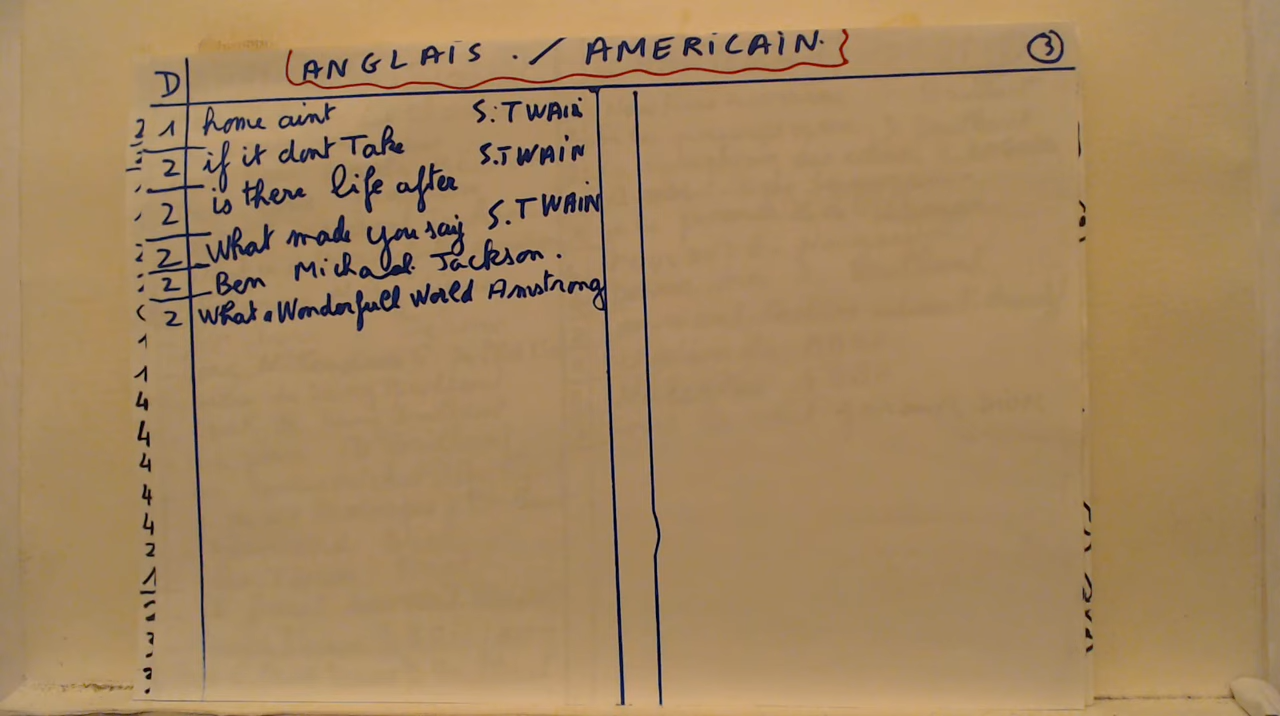 D ANGLAIS . / AMERICAIN. 3
1 home aint S. TWAIN
2 if it dont Take S. TWAIN
2 is there life after
2 What made you say S. TWAIN
2 Ben Michael Jackson.
2 What a Wonderfull World Amstrong
1
1
4
4
4
4
4
2
1